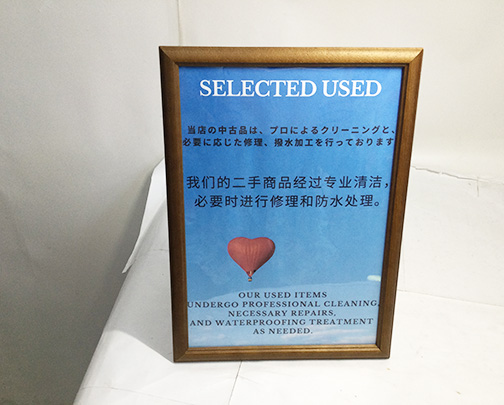 SELECTED USED
当店の中古品は、プロによるクリーニングと、
必要に応じた修理、撥水加工を行っております
我们的二手商品经过专业清洁，
必要时进行修理和防水处理。
OUR USED ITEMS
UNDERGO PROFESSIONAL CLEANING,
NECESSARY REPAIRS,
AND WATERPROOFING TREATMENT
AS NEEDED.